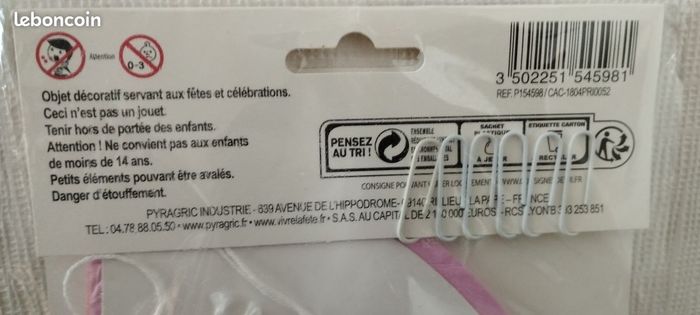 leboncoin
Attention
0-3
3 502251 545981
REF. P154598 / CAC-1804PRI0052
Objet décoratif servant aux fêtes et célébrations.
Ceci n'est pas un jouet.
Tenir hors de portée des enfants.
Attention ! Ne convient pas aux enfants
de moins de 14 ans.
Petits éléments pouvant être avalés.
Danger d'étouffement.
PENSEZ
AU TRI !
ENSEMBLE
SACHET
À JETER
ETIQUETTE CARTON
RECYCLER
CONSIGNE POUVANT
PYRAGRIC INDUSTRIE - 639 AVENUE DE L'HIPPODROME - FRANCE
TEL : 04.78.88.05.50 • www.pyragric.fr • www.vivrelafete.fr • S.A.S. AU CAPITAL DE EUROS - RCS LYON B 253 851